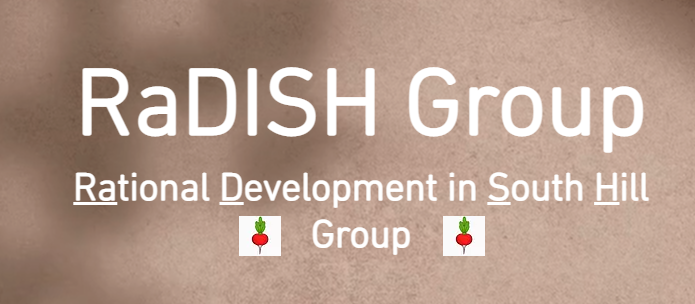 RaDISH Group
Rational Development in South Hill
Group